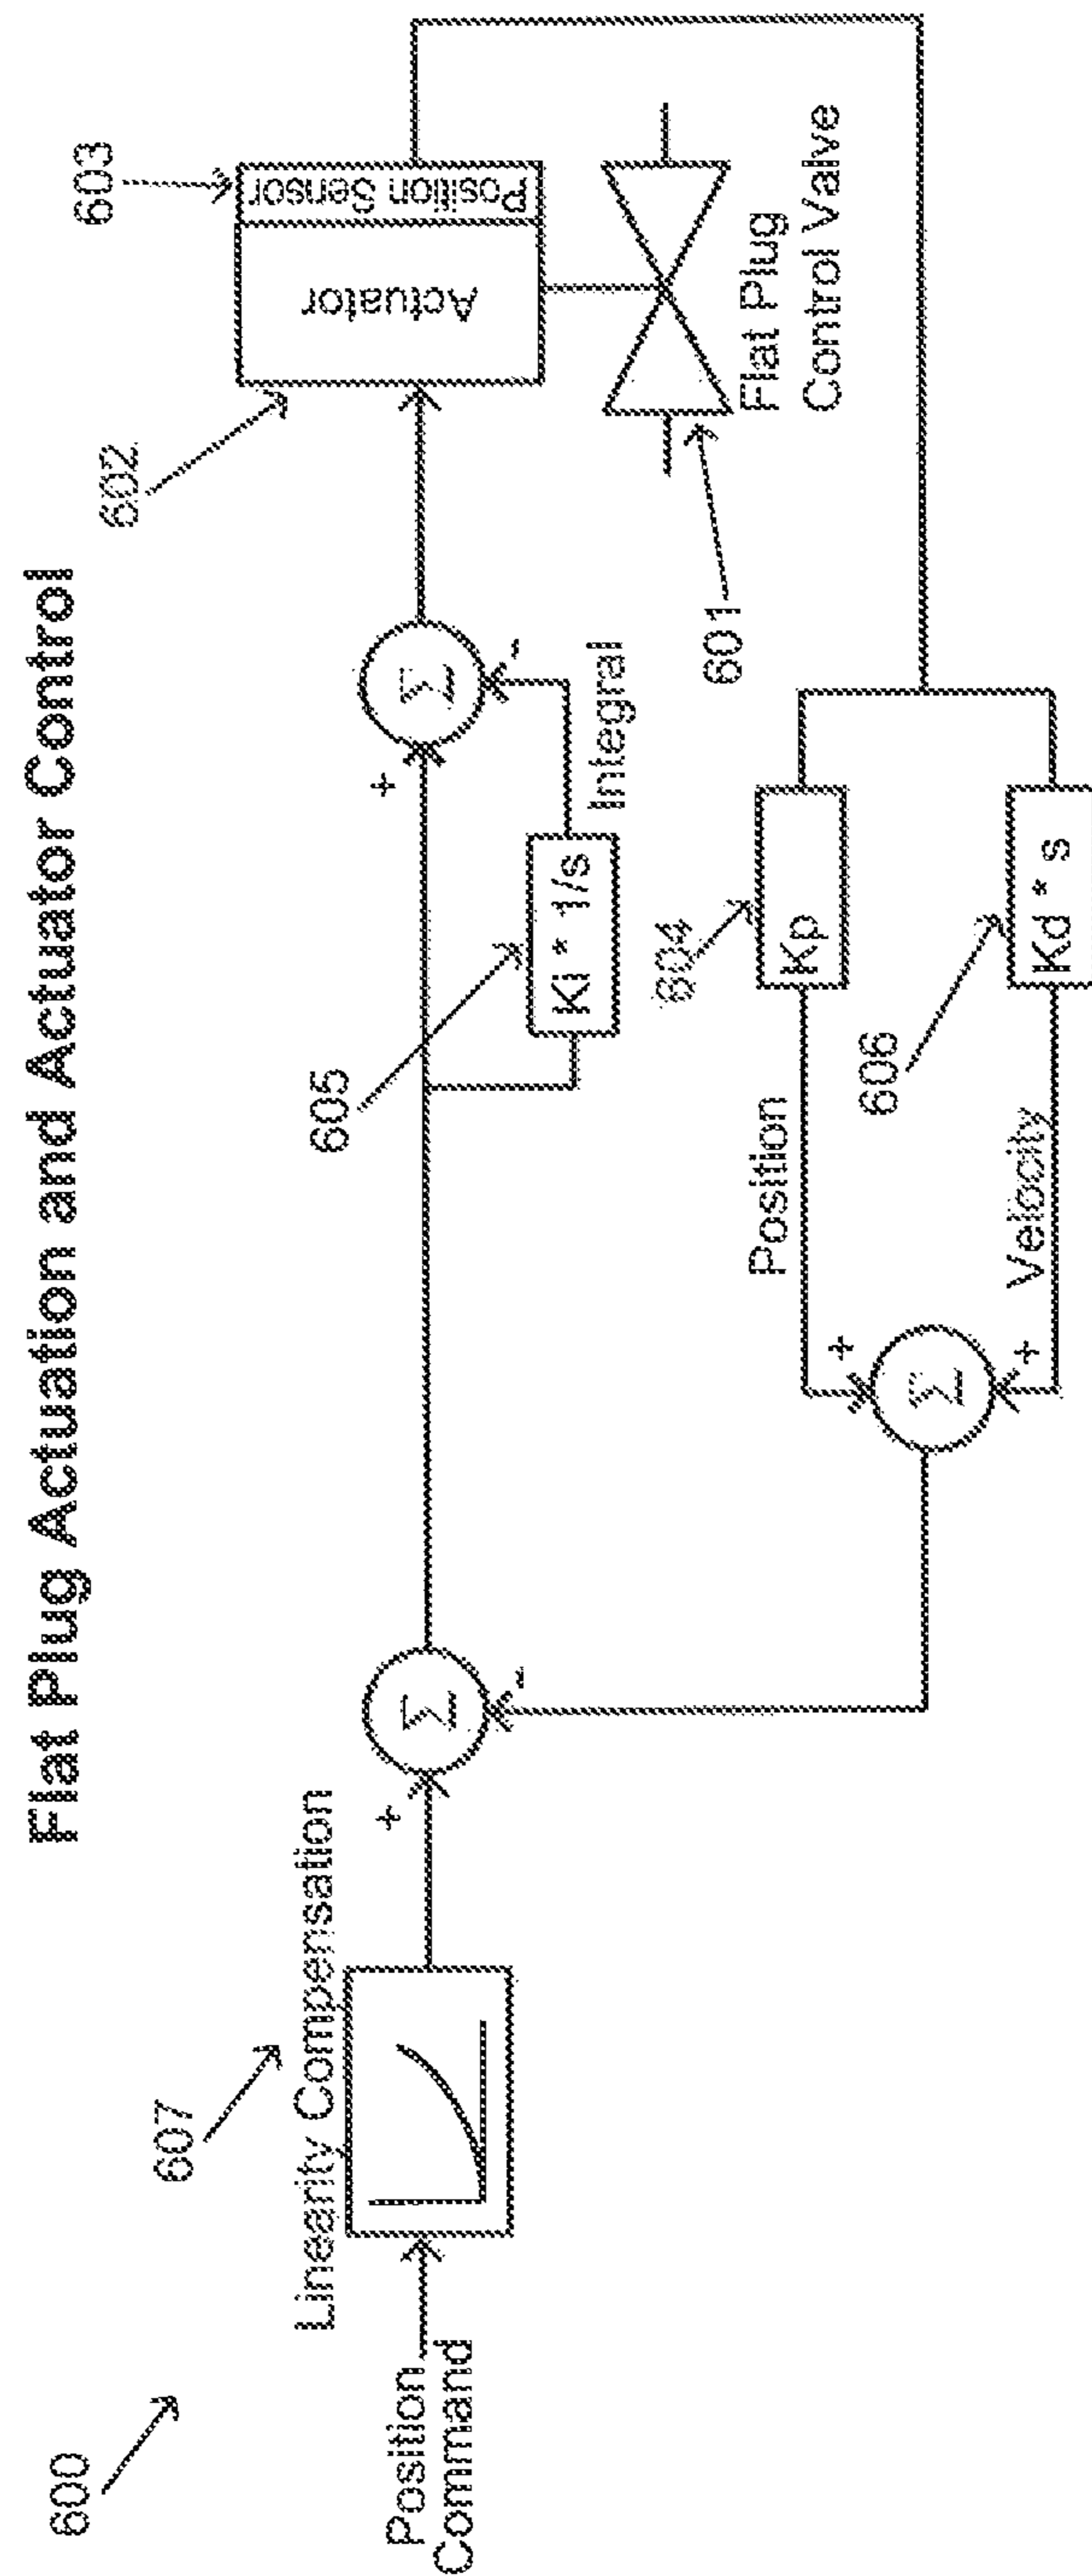 Flat Plug Actuation and Actuator Control
600
607
Linearity Compensation
Position
Command
+
Σ
-
605
Ki * 1/s
Integral
+
Σ
-
602
603
Actuator
Position Sensor
601
Flat Plug
Control Valve
604
Kp
Position
606
Kd * s
Velocity
+
Σ
+